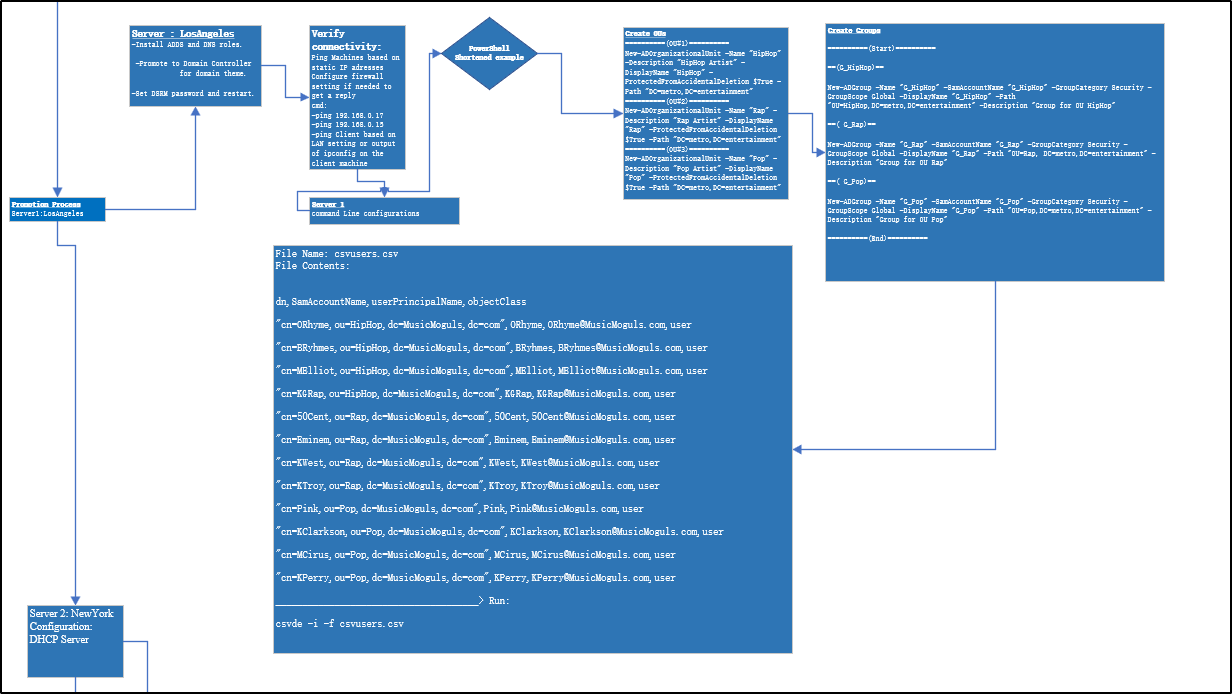 Server : LosAngeles
-Install ADDS and DNS roles.
-Promote to Domain Controller
for domain theme.
-Set DSRM password and restart.
Verify
connectivity:
Ping Machines based on
static IP adresses
Configure firewall
setting if needed to
get a reply
cmd:
-ping 192.168.0.17
-ping 192.168.0.15
-ping Client based on
LAN setting or output
of ipconfig on the
client machine
PowerShell
Shortened example
Create OUs
==========(OU#1)==========
New-ADOrganizationalUnit -Name "HipHop"
-Description "HipHop Artist" -
DisplayName "HipHop" -
ProtectedFromAccidentalDeletion $True -
Path "DC=metro,DC=entertainment"
==========(OU#2)==========
New-ADOrganizationalUnit -Name "Rap" -
Description "Rap Artist" -DisplayName
"Rap" -ProtectedFromAccidentalDeletion
$True -Path "DC=metro,DC=entertainment"
==========(OU#3)==========
New-ADOrganizationalUnit -Name "Pop" -
Description "Pop Artist" -DisplayName
"Pop" -ProtectedFromAccidentalDeletion
$True -Path "DC=metro,DC=entertainment"
Create Groups
==========(Start)==========
==(G_HipHop)==
New-ADGroup -Name "G_HipHop" -SamAccountName "G_HipHop" -GroupCategory Security -
GroupScope Global -DisplayName "G_HipHop" -Path
"OU=HipHop,DC=metro,DC=entertainment" -Description "Group for OU HipHop"
==( G_Rap)==
New-ADGroup -Name "G_Rap" -SamAccountName "G_Rap" -GroupCategory Security -
GroupScope Global -DisplayName "G_Rap" -Path "OU=Rap, DC=metro,DC=entertainment" -
Description "Group for OU Rap"
==( G_Pop)==
New-ADGroup -Name "G_Pop" -SamAccountName "G_Pop" -GroupCategory Security -
GroupScope Global -DisplayName "G_Pop" -Path "OU=Pop,DC=metro,DC=entertainment" -
Description "Group for OU Pop"
==========(End)==========
Promotion Process
Server1:LosAngeles
Server 1
command Line configurations
File Name: csvusers.csv
File Contents:
dn,SamAccountName,userPrincipalName,objectClass
"cn=ORhyme,ou=HipHop,dc=MusicMoguls,dc=com",ORhyme,ORhyme@MusicMoguls.com,user
"cn=BRyhmes,ou=HipHop,dc=MusicMoguls,dc=com",BRyhmes,BRyhmes@MusicMoguls.com,user
"cn=MElliot,ou=HipHop,dc=MusicMoguls,dc=com",MElliot,MElliot@MusicMoguls.com,user
"cn=KGRap,ou=HipHop,dc=MusicMoguls,dc=com",KGRap,KGRap@MusicMoguls.com,user
"cn=50Cent,ou=Rap,dc=MusicMoguls,dc=com",50Cent,50Cent@MusicMoguls.com,user
"cn=Eminem,ou=Rap,dc=MusicMoguls,dc=com",Eminem,Eminem@MusicMoguls.com,user
"cn=KWest,ou=Rap,dc=MusicMoguls,dc=com",KWest,KWest@MusicMoguls.com,user
"cn=KTroy,ou=Rap,dc=MusicMoguls,dc=com",KTroy,KTroy@MusicMoguls.com,user
"cn=Pink,ou=Pop,dc=MusicMoguls,dc=com",Pink,Pink@MusicMoguls.com,user
"cn=KClarkson,ou=Pop,dc=MusicMoguls,dc=com",KClarkson,KClarkson@MusicMoguls.com,user
"cn=MCirus,ou=Pop,dc=MusicMoguls,dc=com",MCirus,MCirus@MusicMoguls.com,user
"cn=KPerry,ou=Pop,dc=MusicMoguls,dc=com",KPerry,KPerry@MusicMoguls.com,user
______________________________________> Run:
csvde -i -f csvusers.csv
Server 2: NewYork
Configuration:
DHCP Server